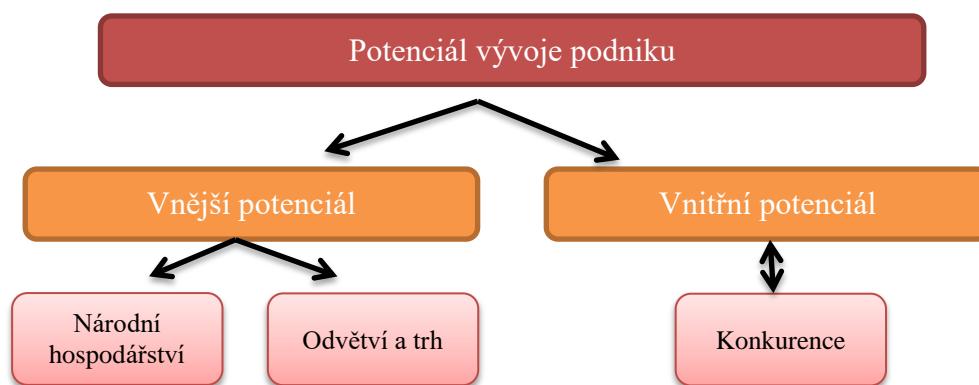 Potenciál vývoje podniku
Vnější potenciál
Vnitřní potenciál
Národní
hospodářství
Odvětví a trh
Konkurence